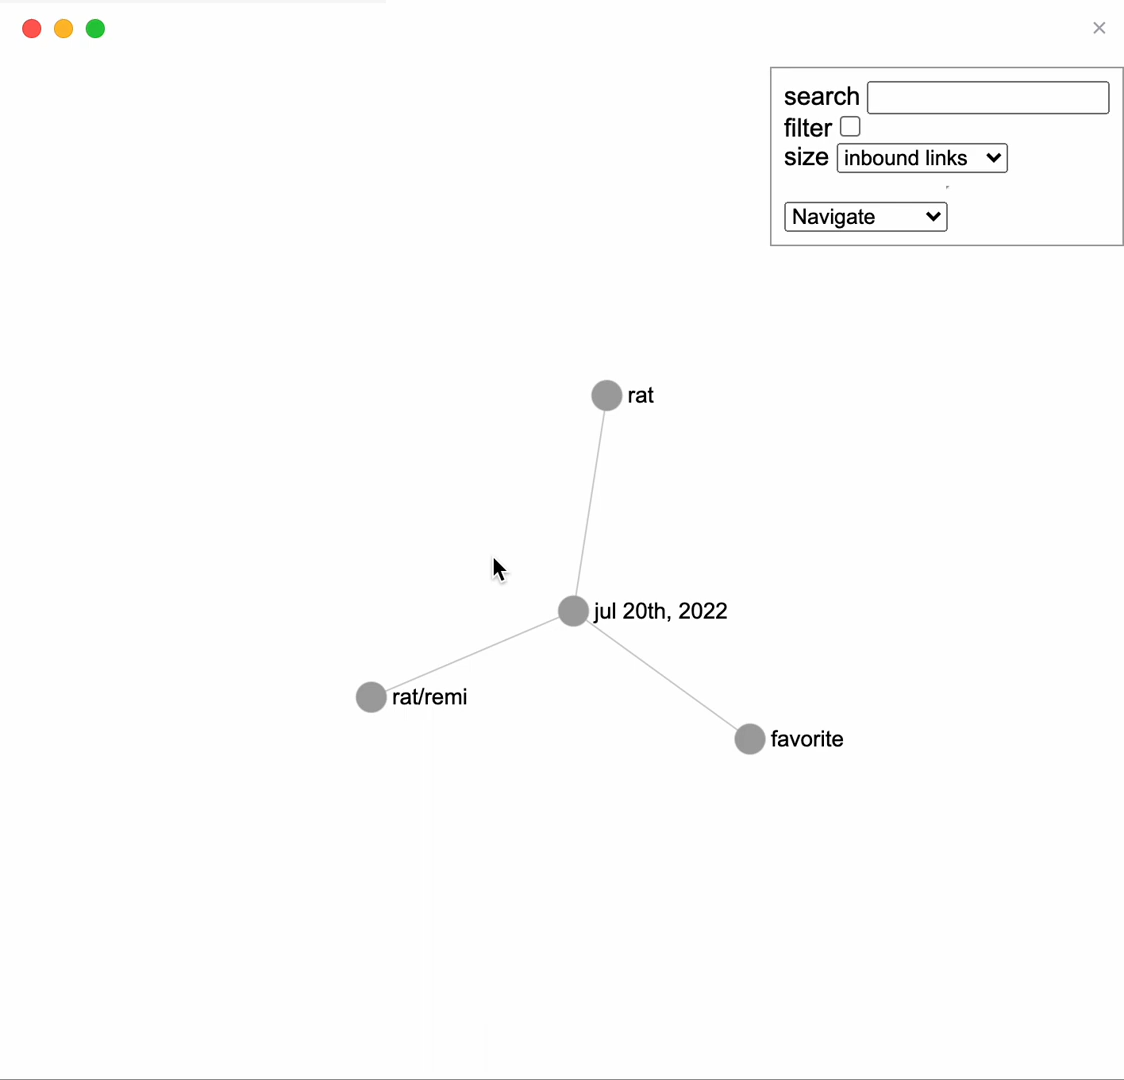 search
filter
size inbound links
Navigate
rat
jul 20th, 2022
rat/remi
favorite